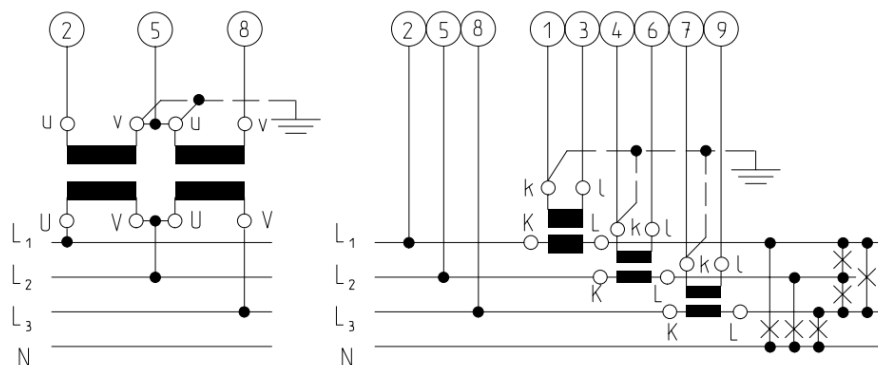 2 5 8 2 5 8 1 3 4 6 7 9
u v u v
k l
U V U V
K L k l
L1
L1
k l
L2
L2
K L
L3
L3
K L
N
N